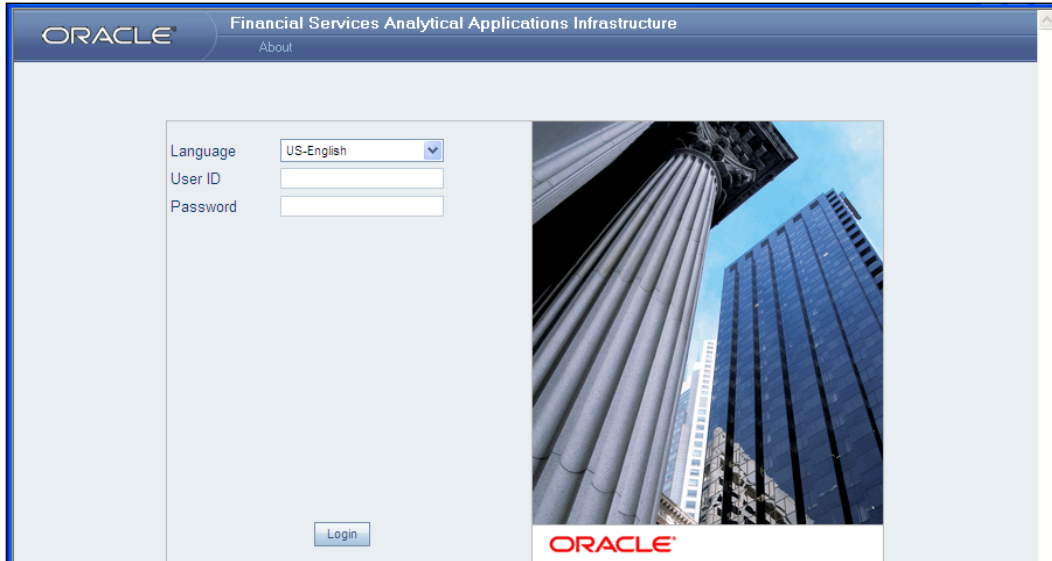 ORACLE®
Financial Services Analytical Applications Infrastructure
About
Language
US-English
User ID
Password
Login
ORACLE®